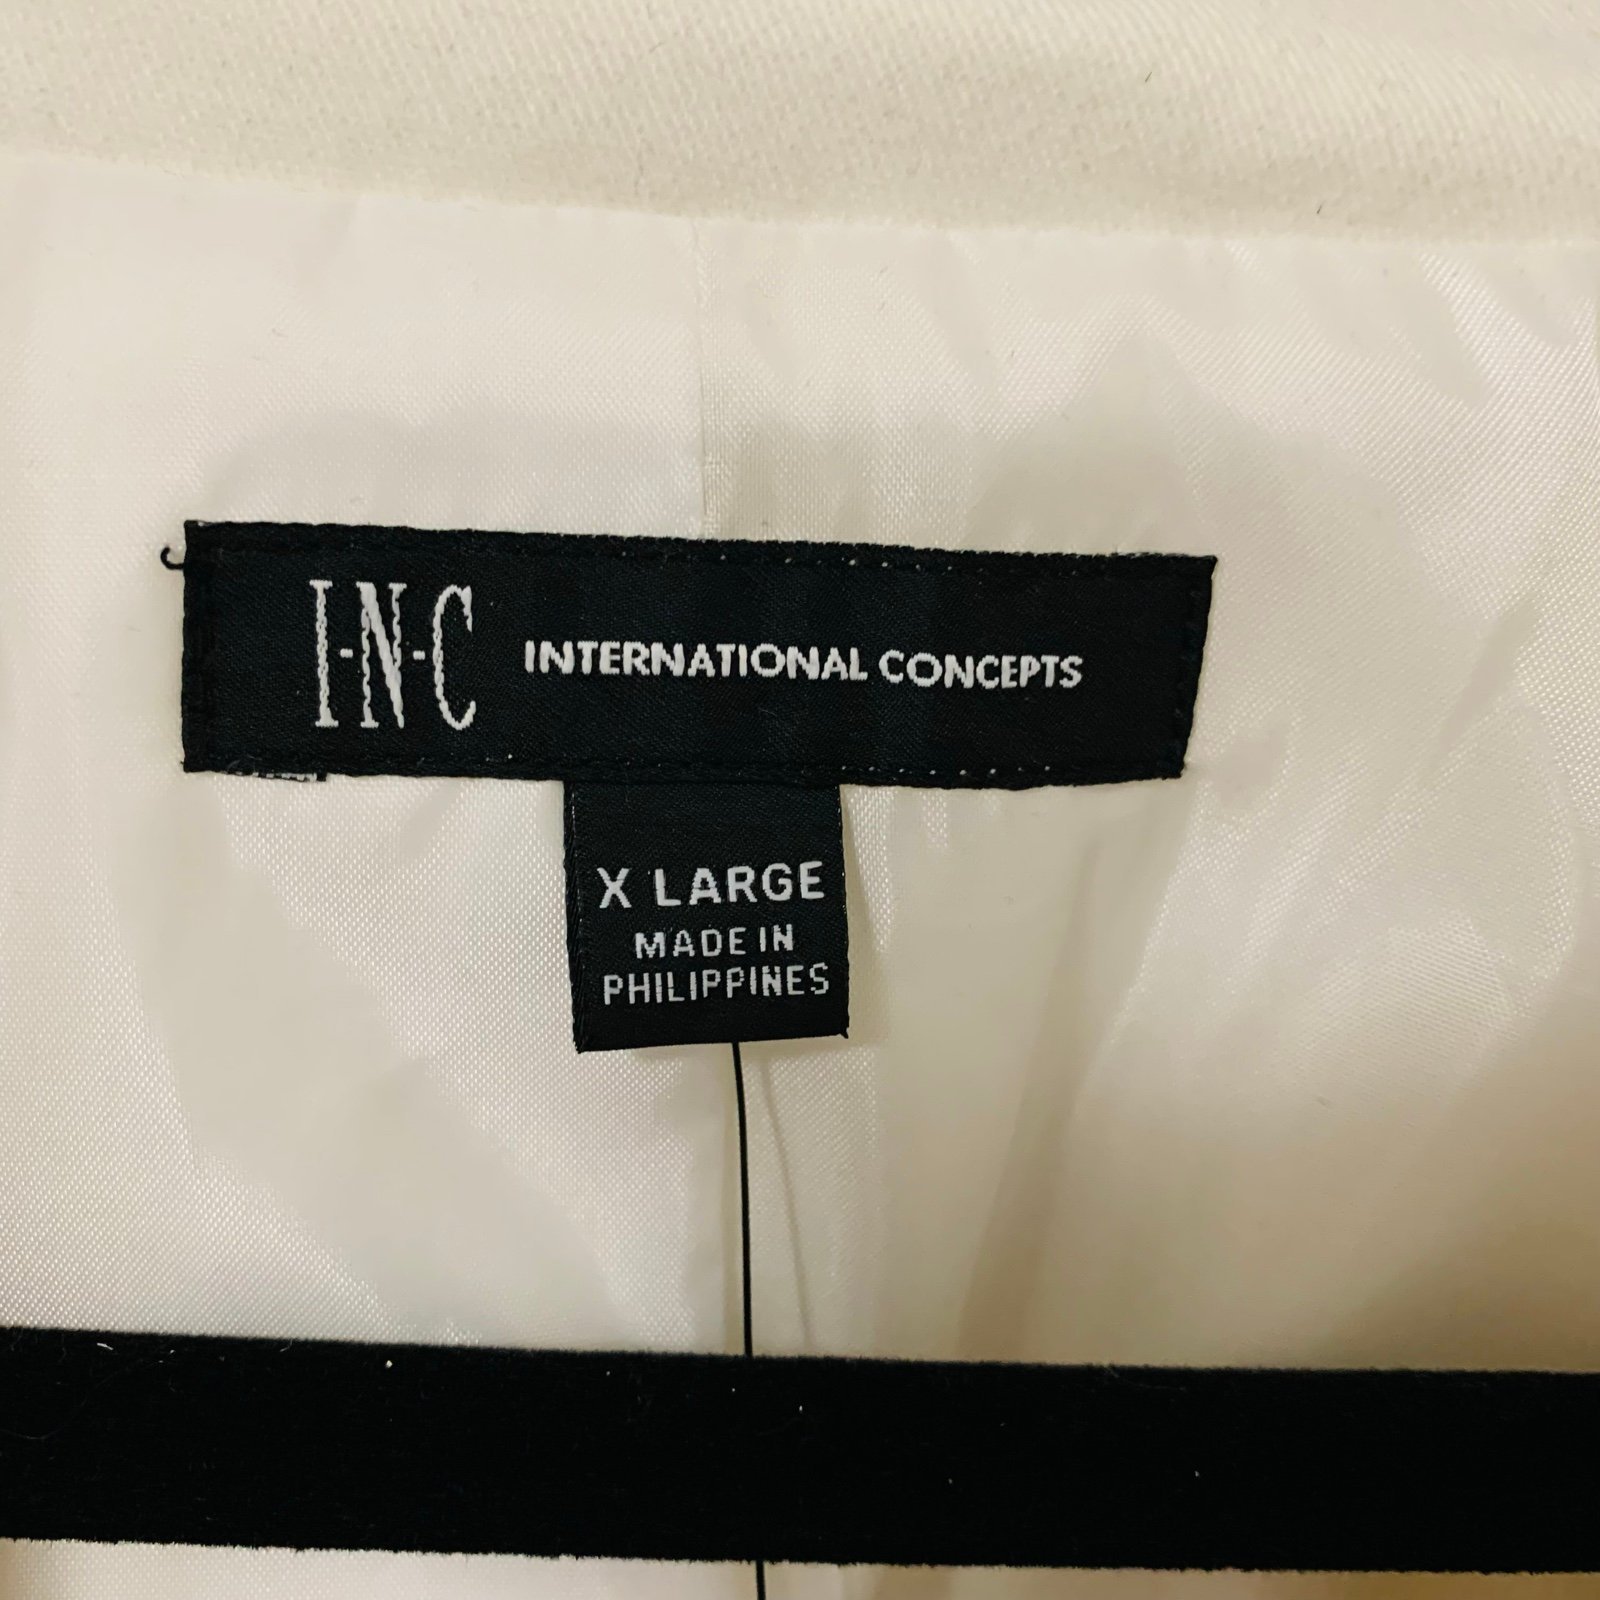 I-N-C INTERNATIONAL CONCEPTS
X LARGE
MADE IN
PHILIPPINES